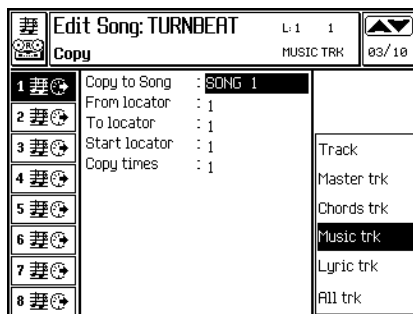 Edit Song: TURNBEAT
L: 1 1
Copy
MUSIC TRK
03/10
1
2
3
4
5
6
7
8
Copy to Song : SONG 1
From locator : 1
To locator : 1
Start locator : 1
Copy times : 1
Track
Master trk
Chords trk
Music trk
Lyric trk
All trk